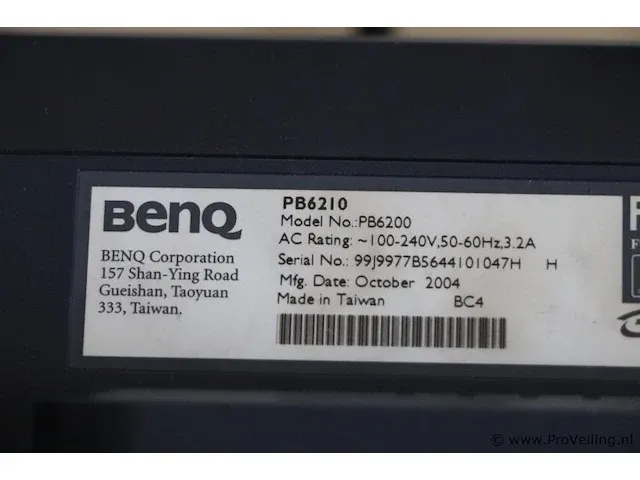 BenQ
BENQ Corporation
157 Shan-Ying Road
Gueishan, Taoyuan
333, Taiwan.
PB6210
Model No.:PB6200
AC Rating: ~100-240V,50-60Hz,3.2A
Serial No.: 99J9977B5644101047H H
Mfg. Date: October 2004
Made in Taiwan BC4
© www.ProVeiling.nl